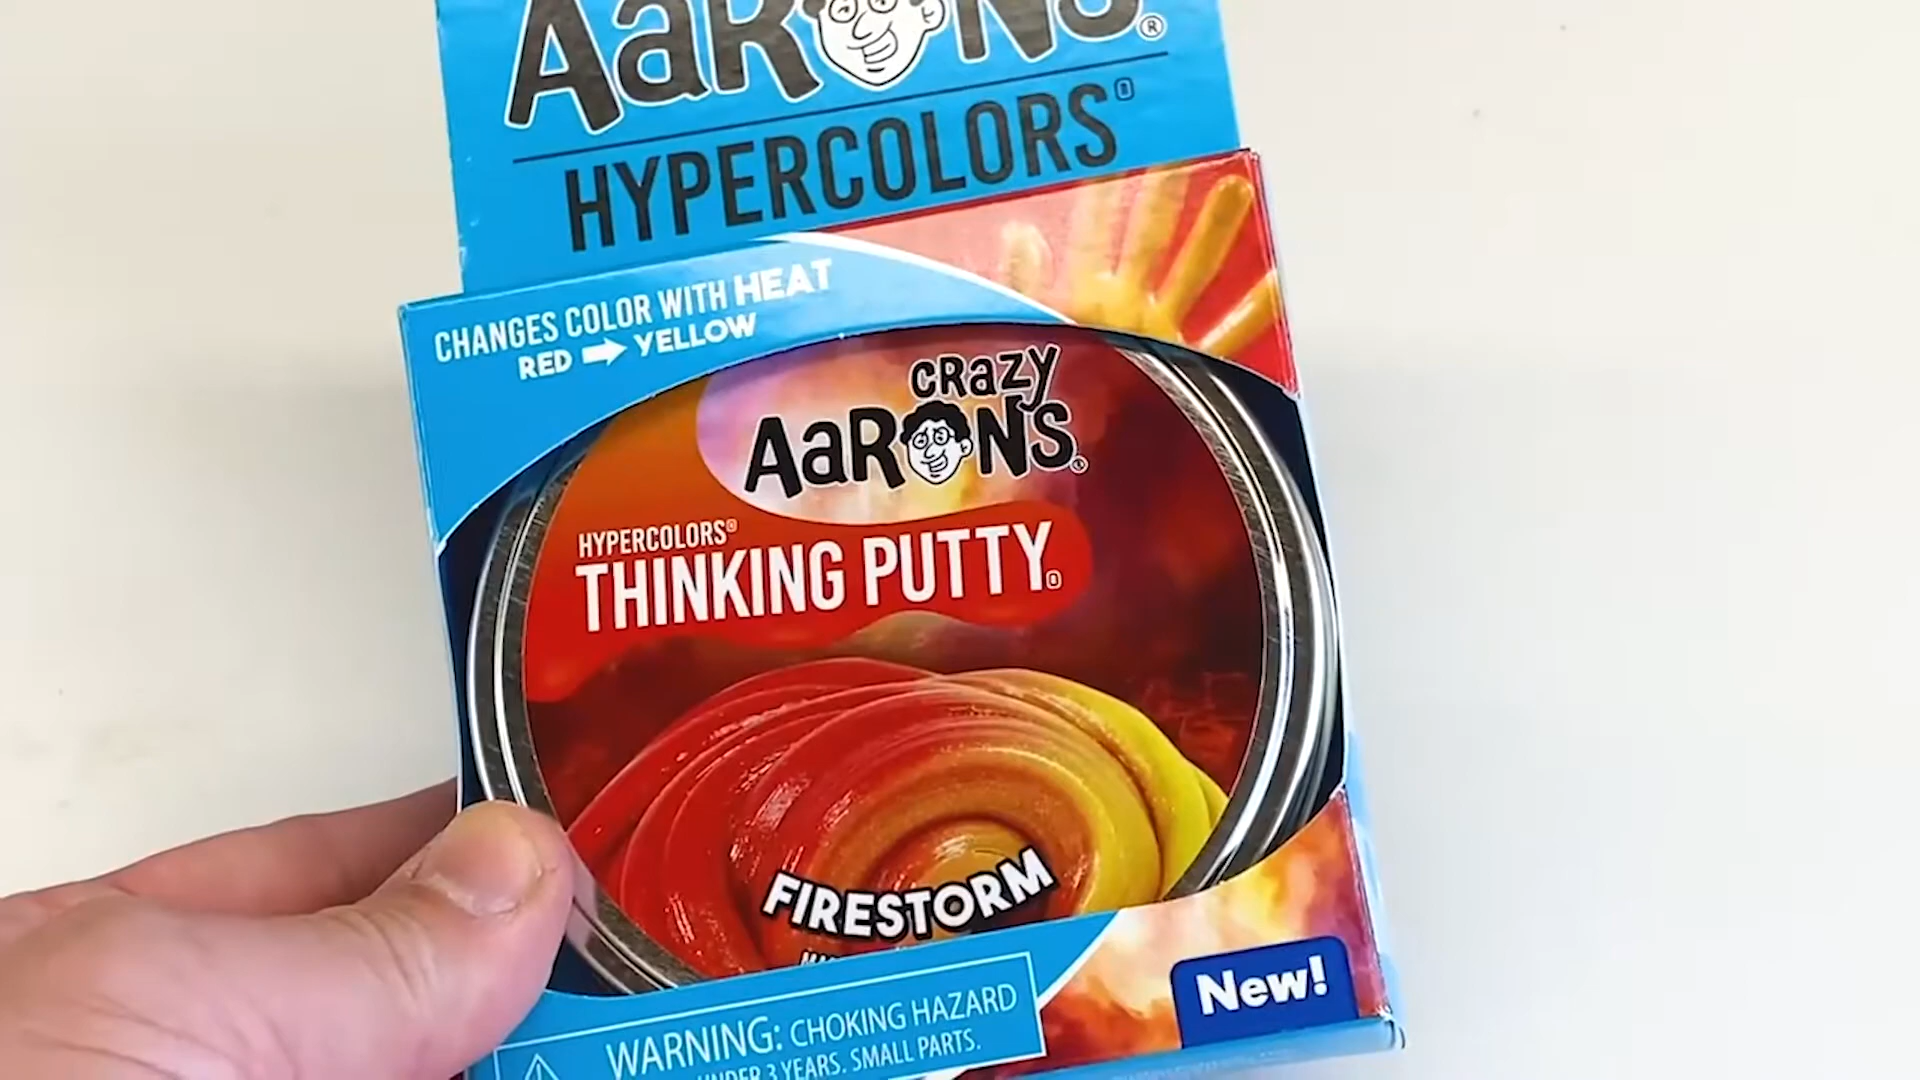 AaRONS®
HYPERCOLORS®
CHANGES COLOR WITH HEAT
RED ➡ YELLOW
CRazy
AaRONS®
HYPERCOLORS®
THINKING PUTTY®
FIRESTORM
New!
WARNING: CHOKING HAZARD
UNDER 3 YEARS. SMALL PARTS.